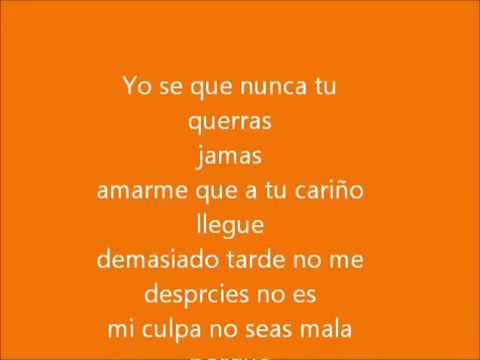 Yo se que nunca tu
querras
jamas
amarme que a tu cariño
llegue
demasiado tarde no me
desprcies no es
mi culpa no seas mala